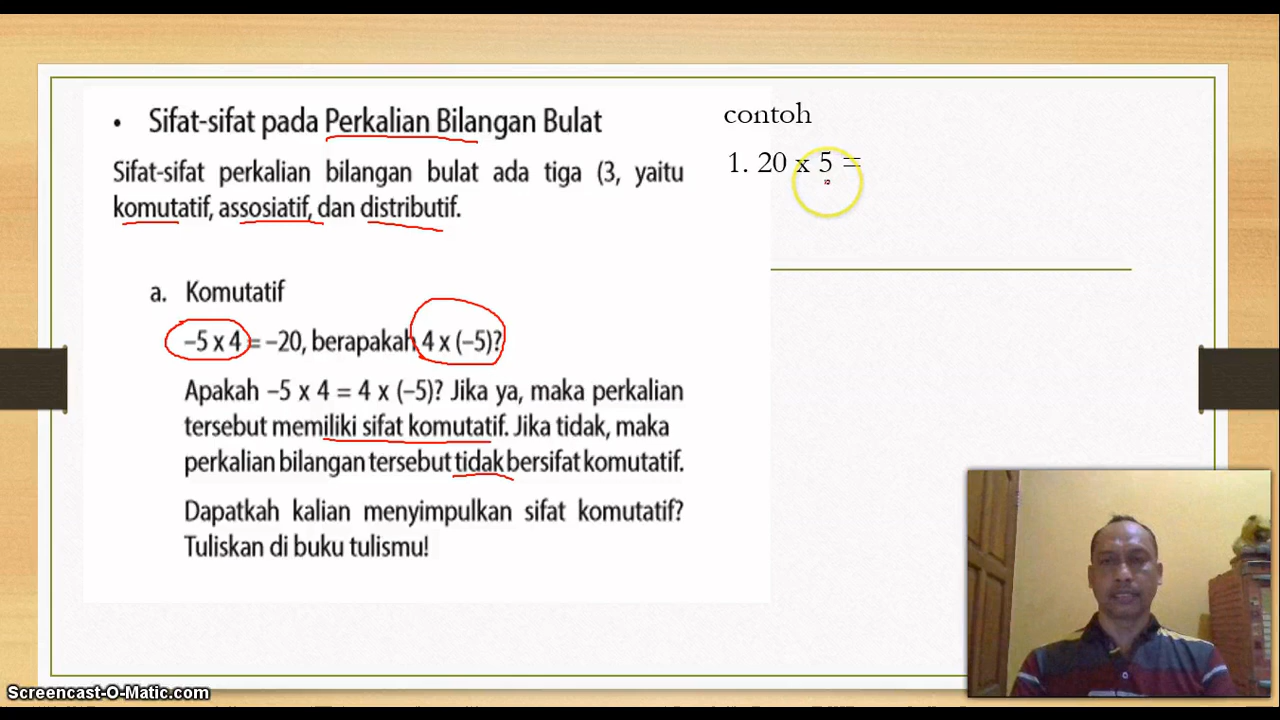 • Sifat-sifat pada Perkalian Bilangan Bulat
Sifat-sifat perkalian bilangan bulat ada tiga (3, yaitu
komutatif, assosiatif, dan distributif.
a. Komutatif
–5 x 4 = –20, berapakah 4 x (–5)?
Apakah –5 x 4 = 4 x (–5)? Jika ya, maka perkalian
tersebut memiliki sifat komutatif. Jika tidak, maka
perkalian bilangan tersebut tidak bersifat komutatif.
Dapatkah kalian menyimpulkan sifat komutatif?
Tuliskan di buku tulismu!
contoh
1. 20 x 5 =
Screencast-O-Matic.com